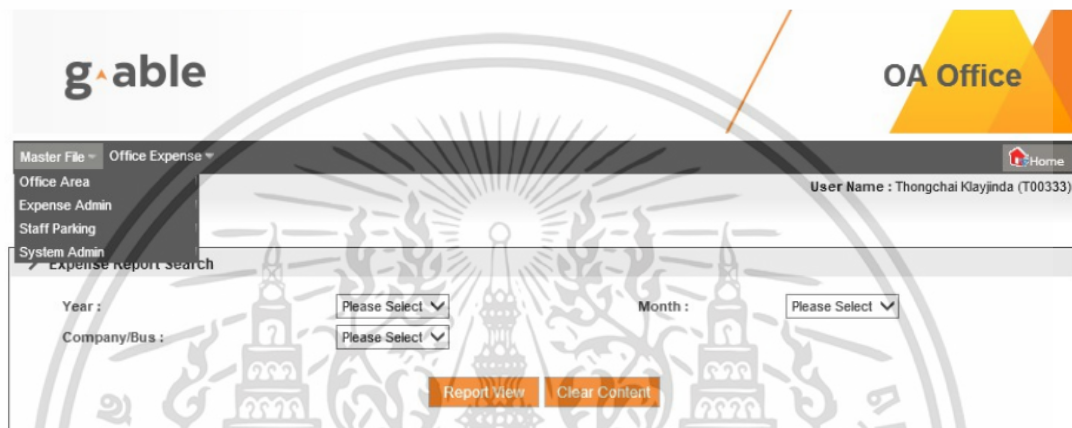 g▲able
OA Office
Master File Office Expense
Home
Office Area
User Name : Thongchai Klayjinda (T00333)
Expense Admin
Staff Parking
System Admin
Expense Report Search
Year : Please Select Month : Please Select
Company/Bus : Please Select
Report View Clear Content